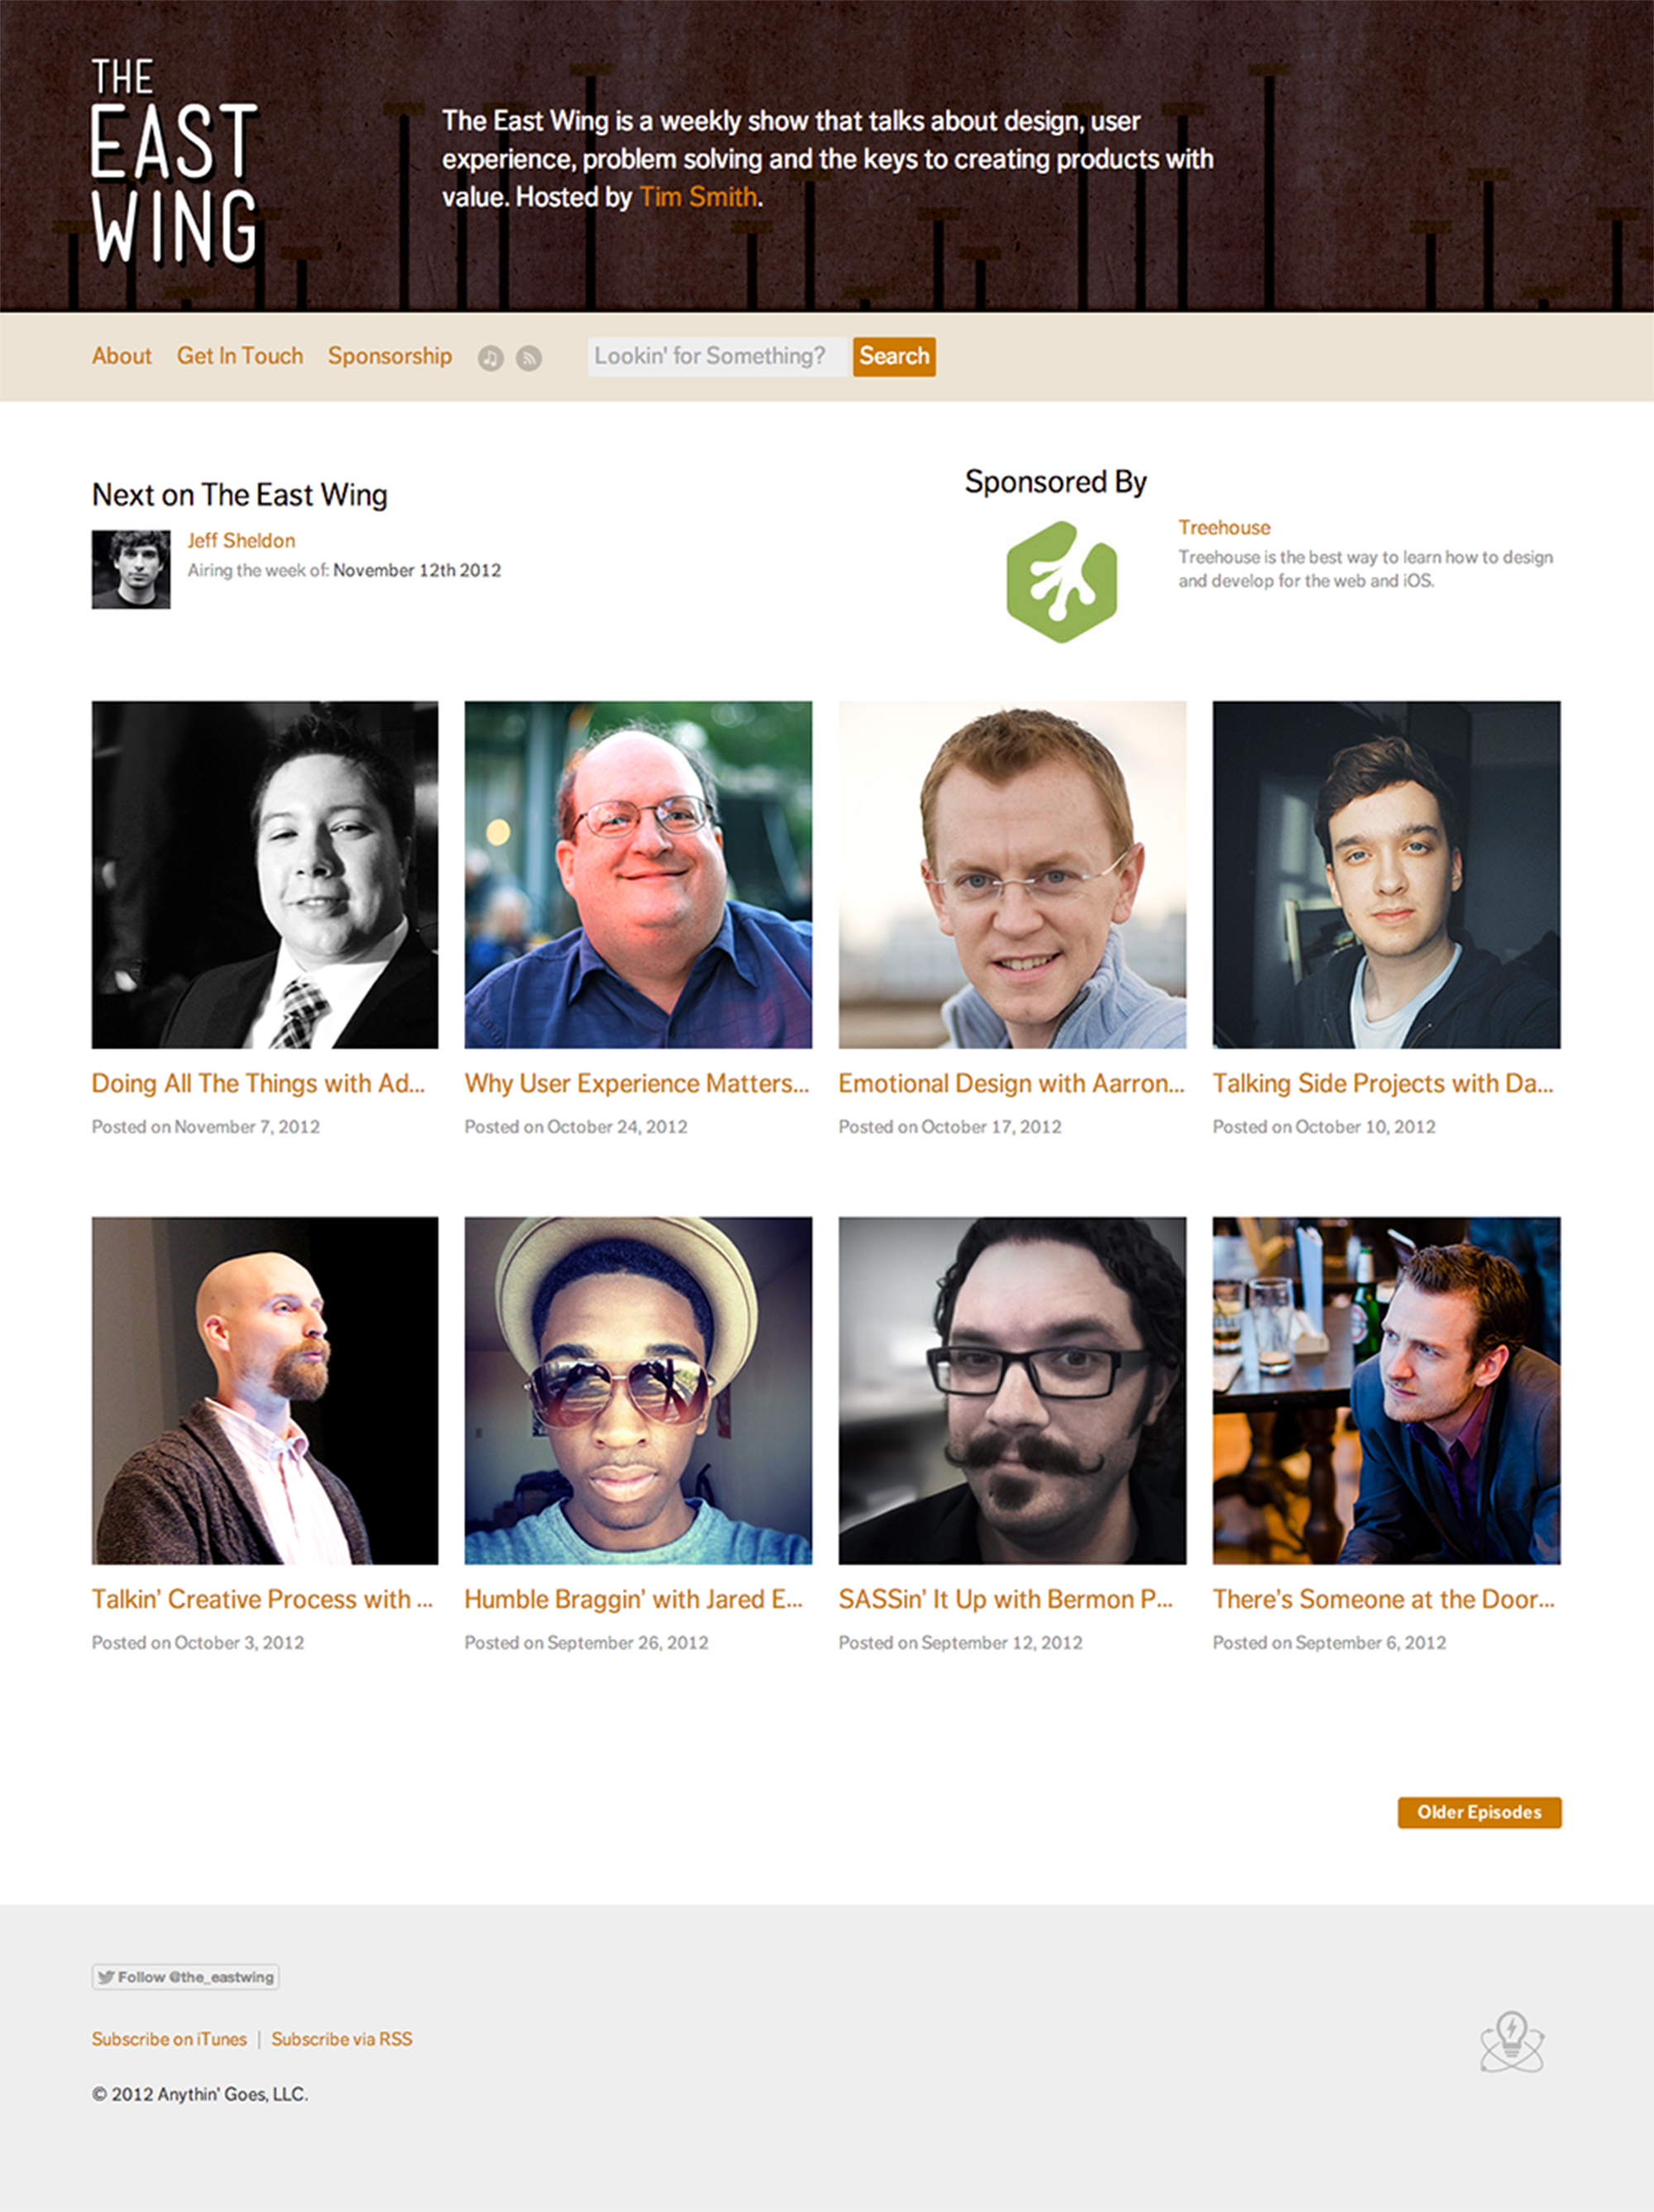 THE
EAST
WING
The East Wing is a weekly show that talks about design, user
experience, problem solving and the keys to creating products with
value. Hosted by Tim Smith.
About Get In Touch Sponsorship Lookin' for Something? Search
Next on The East Wing
Jeff Sheldon
Airing the week of: November 12th 2012
Sponsored By
Treehouse
Treehouse is the best way to learn how to design
and develop for the web and iOS.
Doing All The Things with Ad...
Posted on November 7, 2012
Why User Experience Matters...
Posted on October 24, 2012
Emotional Design with Aarron...
Posted on October 17, 2012
Talking Side Projects with Da...
Posted on October 10, 2012
Talkin' Creative Process with ...
Posted on October 3, 2012
Humble Braggin' with Jared E...
Posted on September 26, 2012
SASSin' It Up with Bermon P...
Posted on September 12, 2012
There's Someone at the Door...
Posted on September 6, 2012
Older Episodes
Follow @the_eastwing
Subscribe on iTunes | Subscribe via RSS
© 2012 Anythin' Goes, LLC.